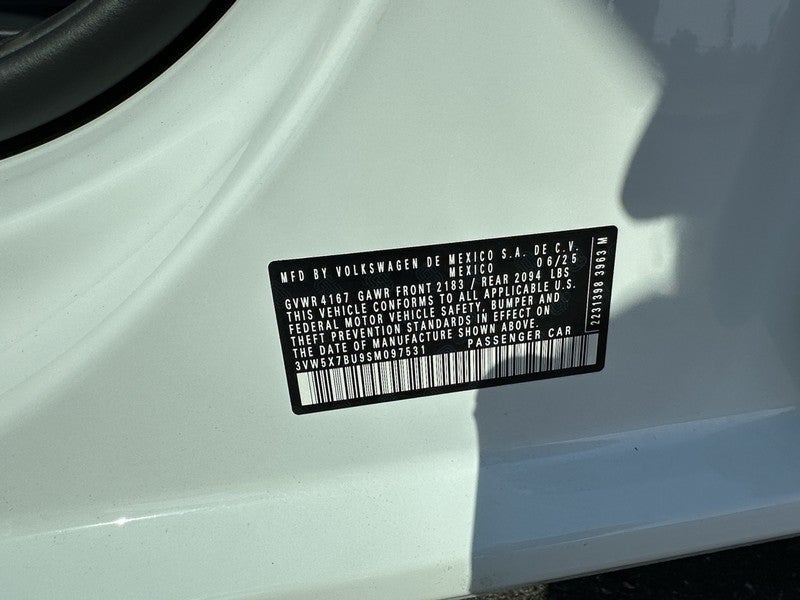 MFD BY VOLKSWAGEN DE MEXICO S.A. DE C.V.
MEXICO 06/25
GVWR 4167 GAWR FRONT 2183 / REAR 2094 LBS
THIS VEHICLE CONFORMS TO ALL APPLICABLE U.S.
FEDERAL MOTOR VEHICLE SAFETY, BUMPER AND
THEFT PREVENTION STANDARDS IN EFFECT ON
THE DATE OF MANUFACTURE SHOWN ABOVE.
3VW5X7BU9SM097531 PASSENGER CAR
2231398 3963 M